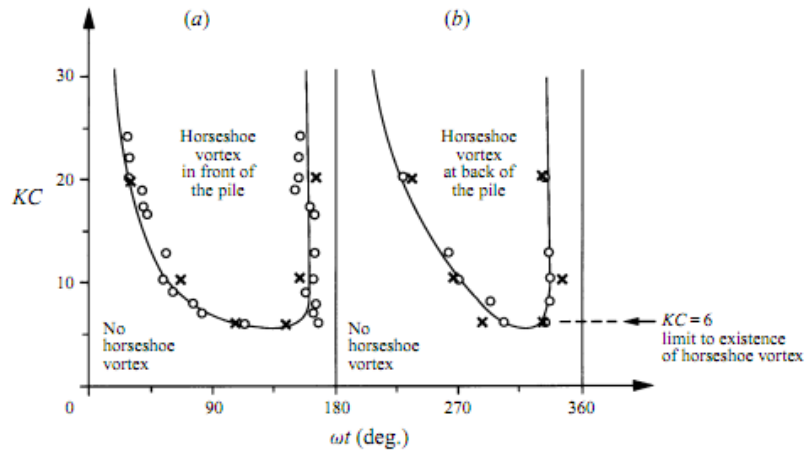 (a)
(b)
30
20
10
0
KC
Horseshoe
vortex
in front of
the pile
Horseshoe
vortex
at back of
the pile
No
horseshoe
vortex
No
horseshoe
vortex
KC = 6
limit to existence
of horseshoe vortex
90
180
270
360
ωt (deg.)